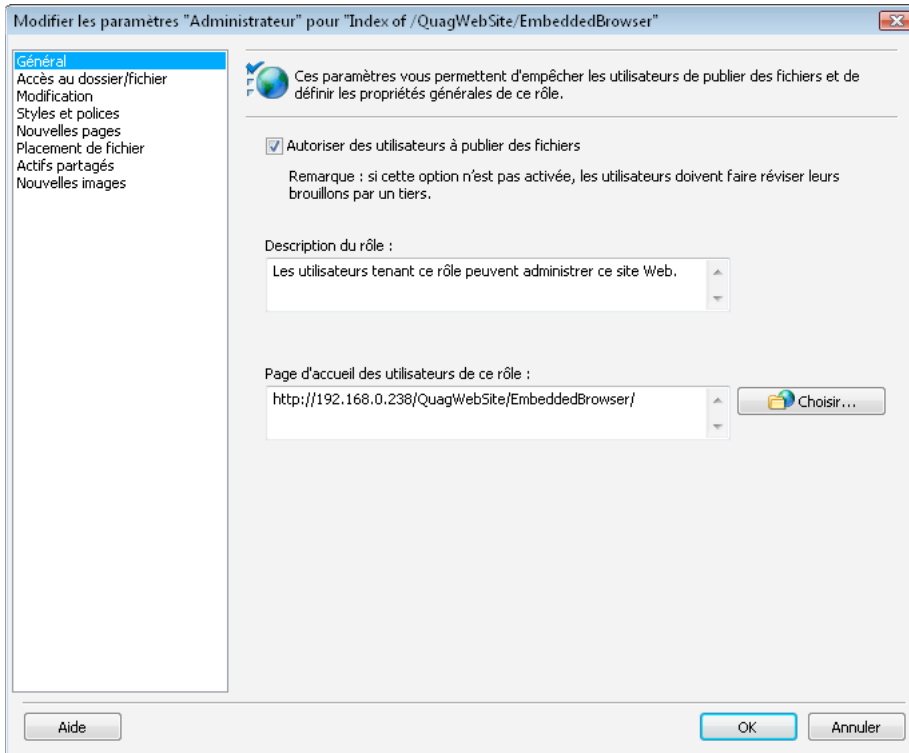 Modifier les paramètres "Administrateur" pour "Index of /QuagWebSite/EmbeddedBrowser"
Général
Accès au dossier/fichier
Modification
Styles et polices
Nouvelles pages
Placement de fichier
Actifs partagés
Nouvelles images
Ces paramètres vous permettent d'empêcher les utilisateurs de publier des fichiers et de
définir les propriétés générales de ce rôle.
Autoriser des utilisateurs à publier des fichiers
Remarque : si cette option n'est pas activée, les utilisateurs doivent faire réviser leurs
brouillons par un tiers.
Description du rôle :
Les utilisateurs tenant ce rôle peuvent administrer ce site Web.
Page d'accueil des utilisateurs de ce rôle :
http://192.168.0.238/QuagWebSite/EmbeddedBrowser/
Choisir...
Aide
OK
Annuler